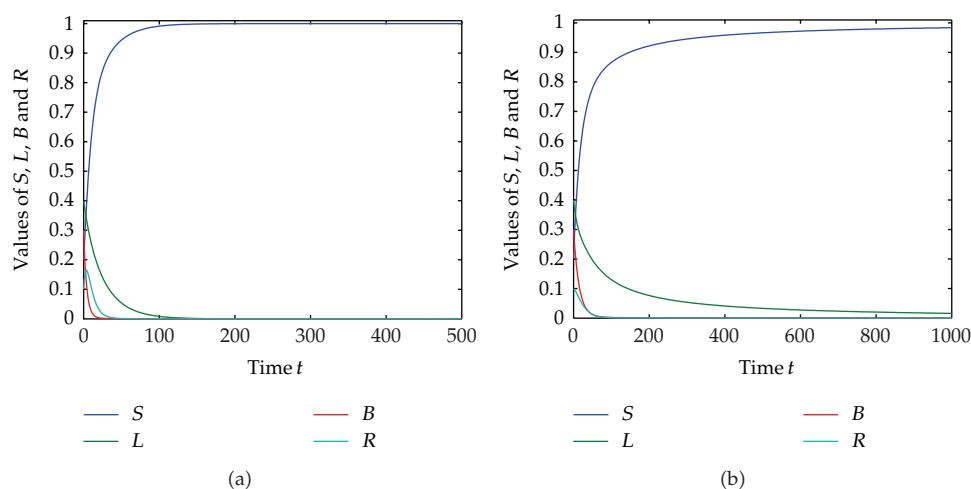 1
0.9
0.8
0.7
0.6
0.5
0.4
0.3
0.2
0.1
0
Values of S, L, B and R
0 100 200 300 400 500
Time t
S B
L R
(a)
1
0.9
0.8
0.7
0.6
0.5
0.4
0.3
0.2
0.1
0
Values of S, L, B and R
0 200 400 600 800 1000
Time t
S B
L R
(b)